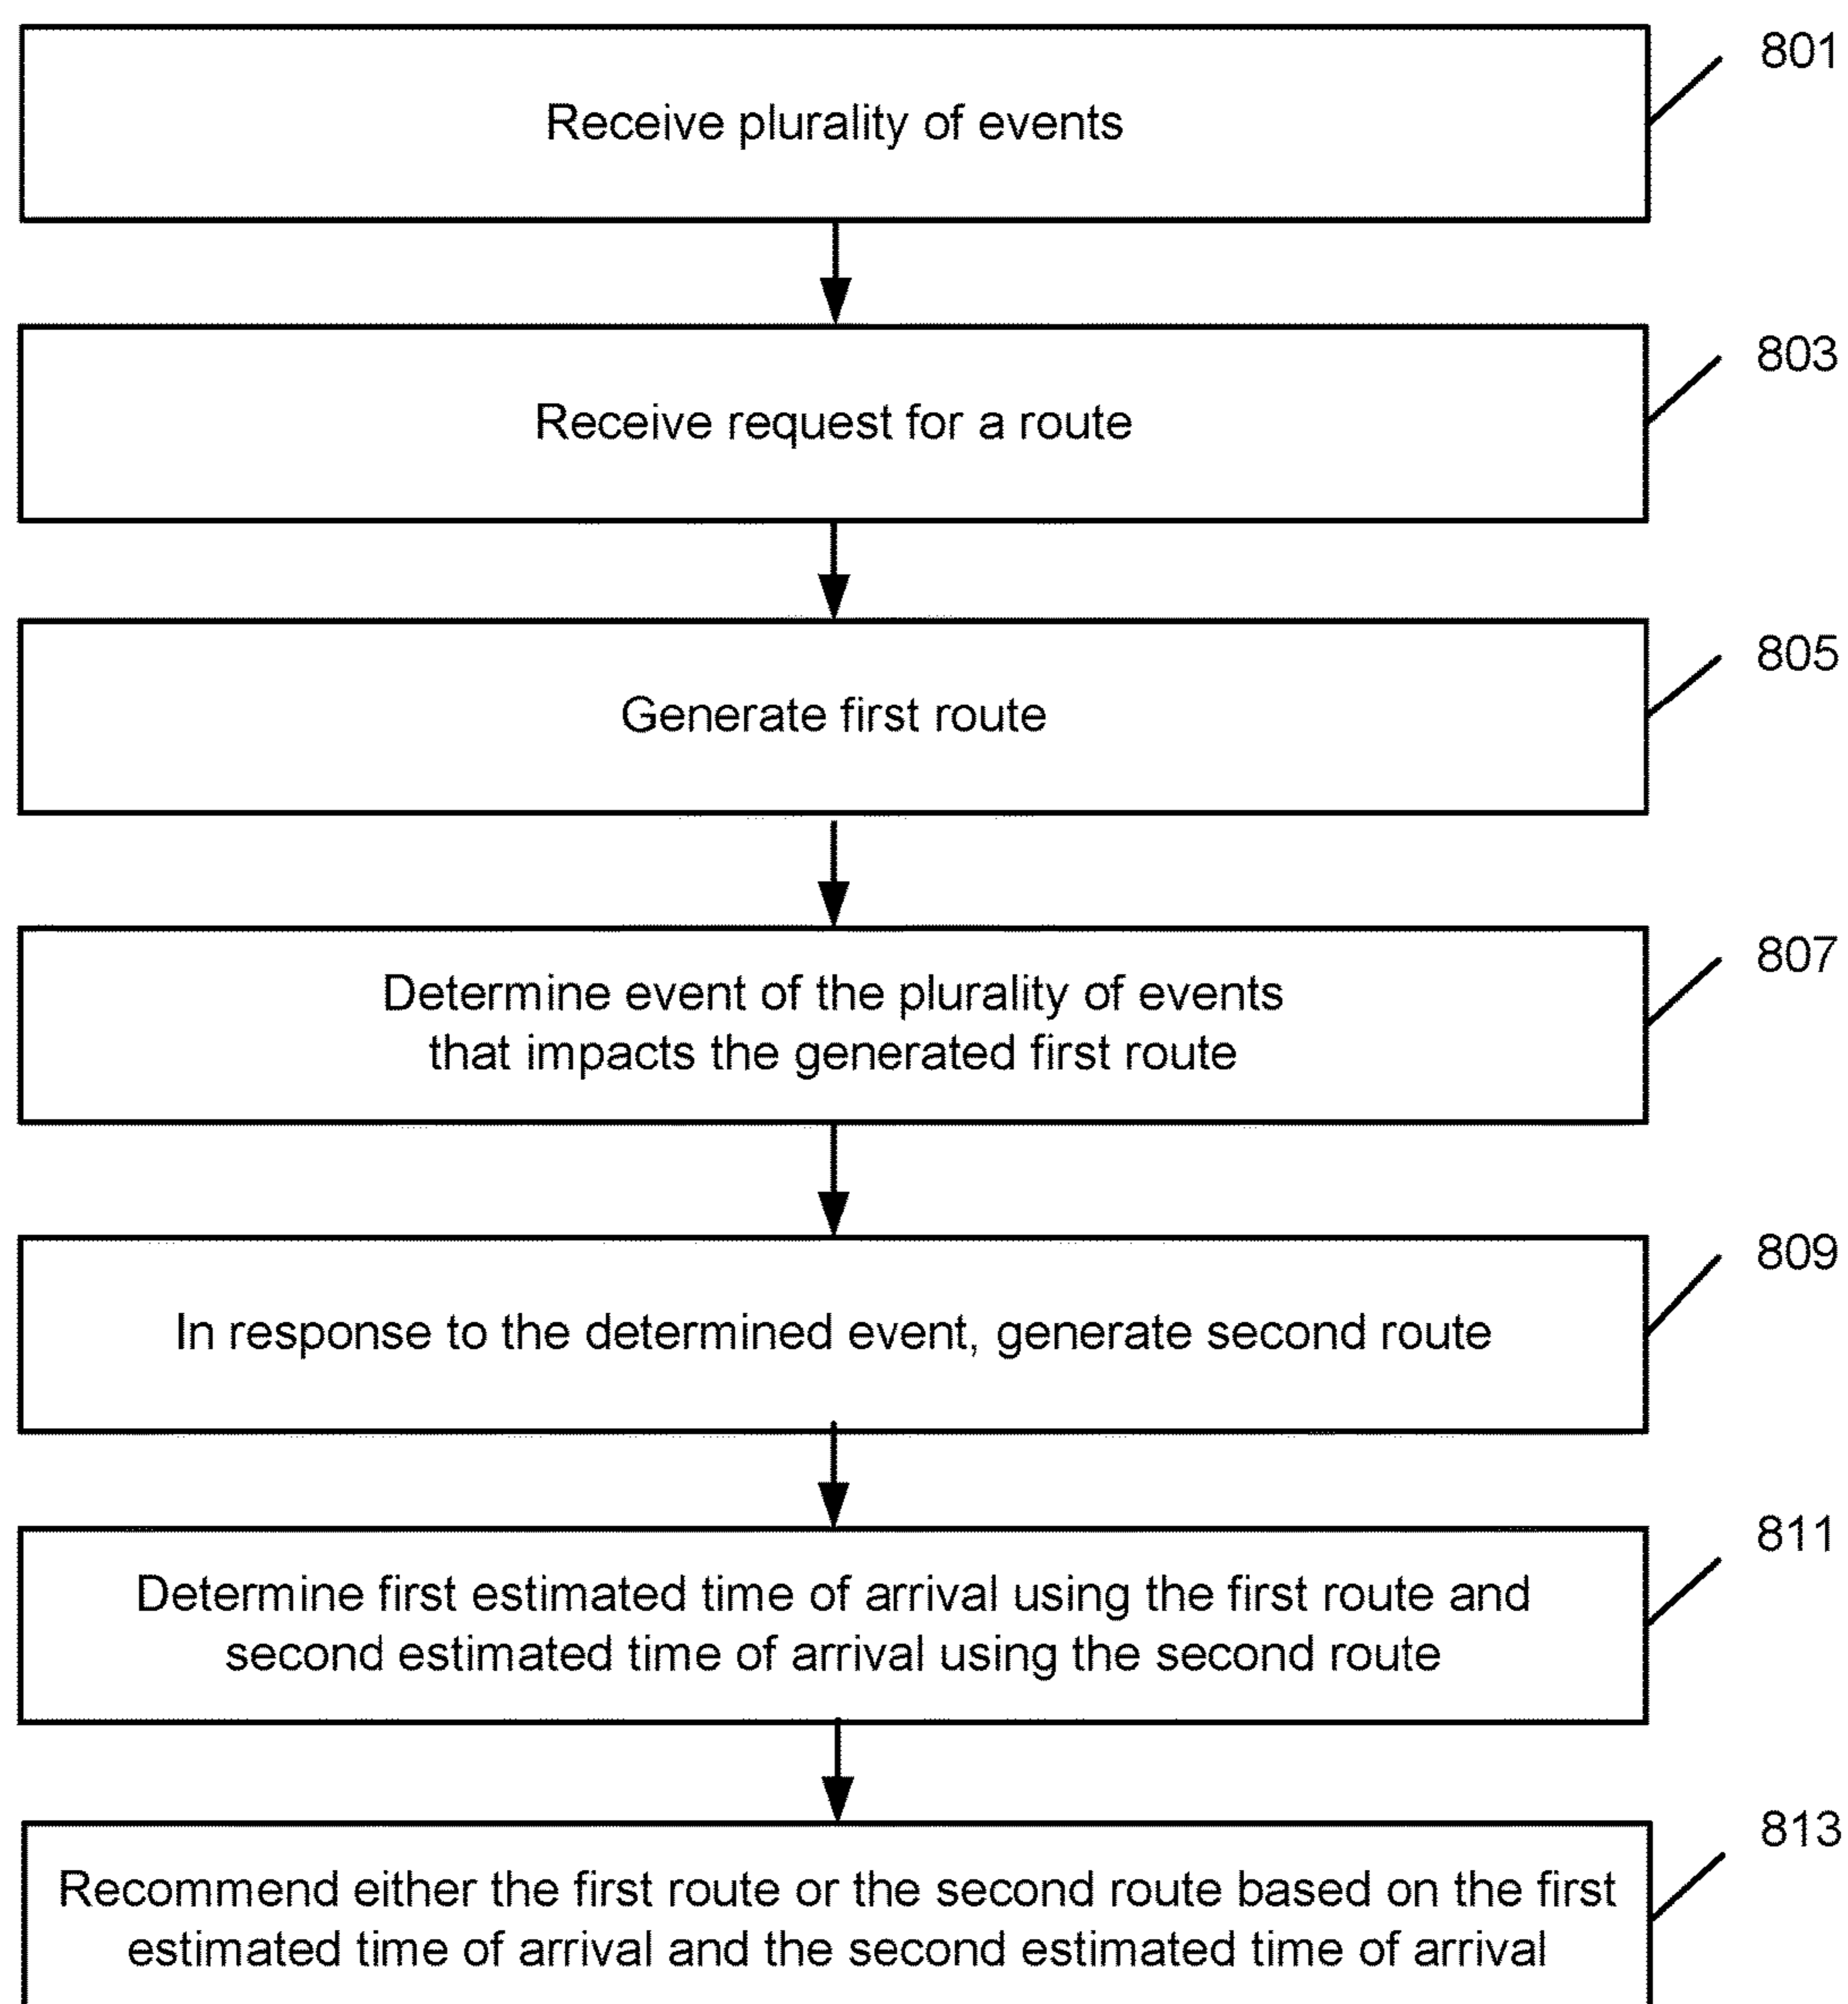 801
Receive plurality of events
803
Receive request for a route
805
Generate first route
807
Determine event of the plurality of events
that impacts the generated first route
809
In response to the determined event, generate second route
811
Determine first estimated time of arrival using the first route and
second estimated time of arrival using the second route
813
Recommend either the first route or the second route based on the first
estimated time of arrival and the second estimated time of arrival